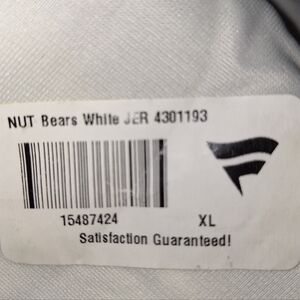 NUT Bears White JER 4301193
15487424 XL
Satisfaction Guaranteed!